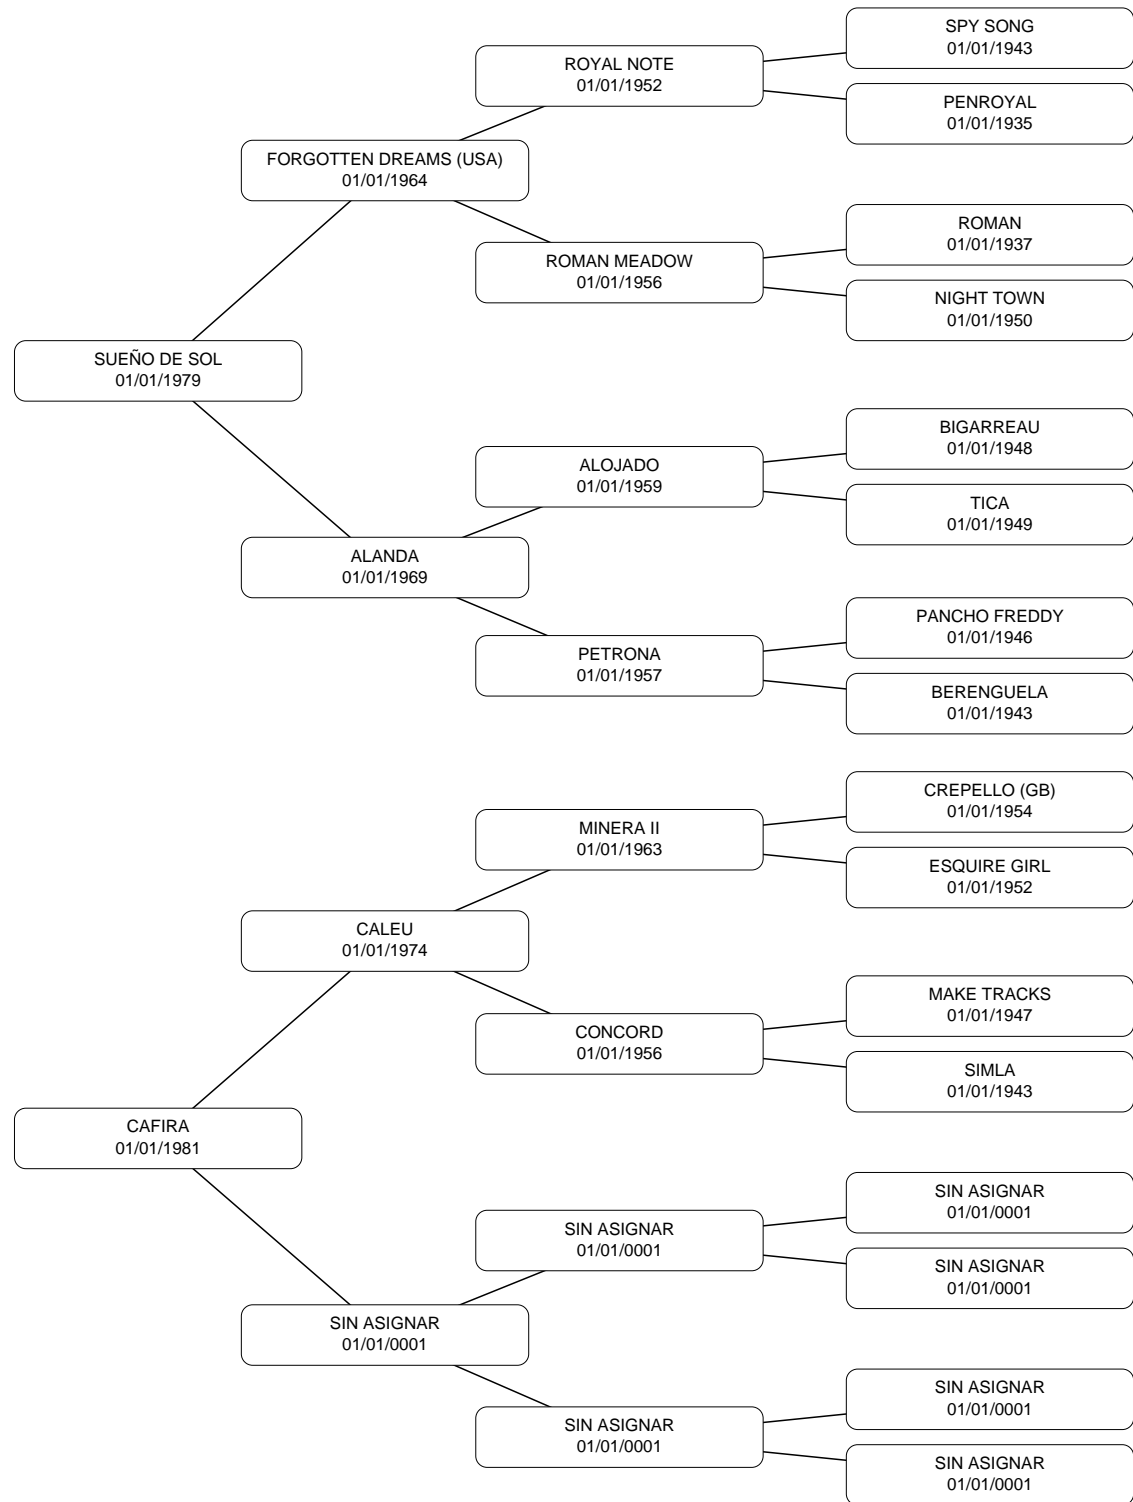 SPY SONG
01/01/1943
ROYAL NOTE
01/01/1952
PENROYAL
01/01/1935
FORGOTTEN DREAMS (USA)
01/01/1964
ROMAN
01/01/1937
ROMAN MEADOW
01/01/1956
NIGHT TOWN
01/01/1950
SUEÑO DE SOL
01/01/1979
BIGARREAU
01/01/1948
ALOJADO
01/01/1959
TICA
01/01/1949
ALANDA
01/01/1969
PANCHO FREDDY
01/01/1946
PETRONA
01/01/1957
BERENGUELA
01/01/1943
CREPELLO (GB)
01/01/1954
MINERA II
01/01/1963
ESQUIRE GIRL
01/01/1952
CALEU
01/01/1974
MAKE TRACKS
01/01/1947
CONCORD
01/01/1956
SIMLA
01/01/1943
CAFIRA
01/01/1981
SIN ASIGNAR
01/01/0001
SIN ASIGNAR
01/01/0001
SIN ASIGNAR
01/01/0001
SIN ASIGNAR
01/01/0001
SIN ASIGNAR
01/01/0001
SIN ASIGNAR
01/01/0001
SIN ASIGNAR
01/01/0001